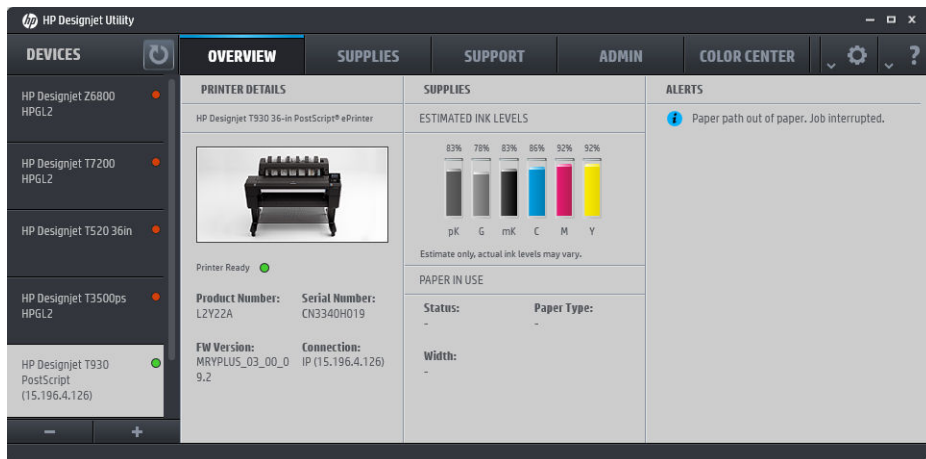 hp HP Designjet Utility
DEVICES
OVERVIEW
SUPPLIES
SUPPORT
ADMIN
COLOR CENTER
?
HP Designjet Z6800
HPGL2
HP Designjet T7200
HPGL2
HP Designjet T520 36in
HP Designjet T3500ps
HPGL2
HP Designjet T930
PostScript
(15.196.4.126)
PRINTER DETAILS
HP Designjet T930 36-in PostScript® ePrinter
Printer Ready
Product Number:
L2Y22A
Serial Number:
CN3340H019
FW Version:
MRYPLUS_03_00_0
9.2
Connection:
IP (15.196.4.126)
SUPPLIES
ESTIMATED INK LEVELS
83% 78% 83% 86% 92% 92%
pK G mK C M Y
Estimate only, actual ink levels may vary.
PAPER IN USE
Status:
-
Paper Type:
-
Width:
-
ALERTS
i Paper path out of paper. Job interrupted.